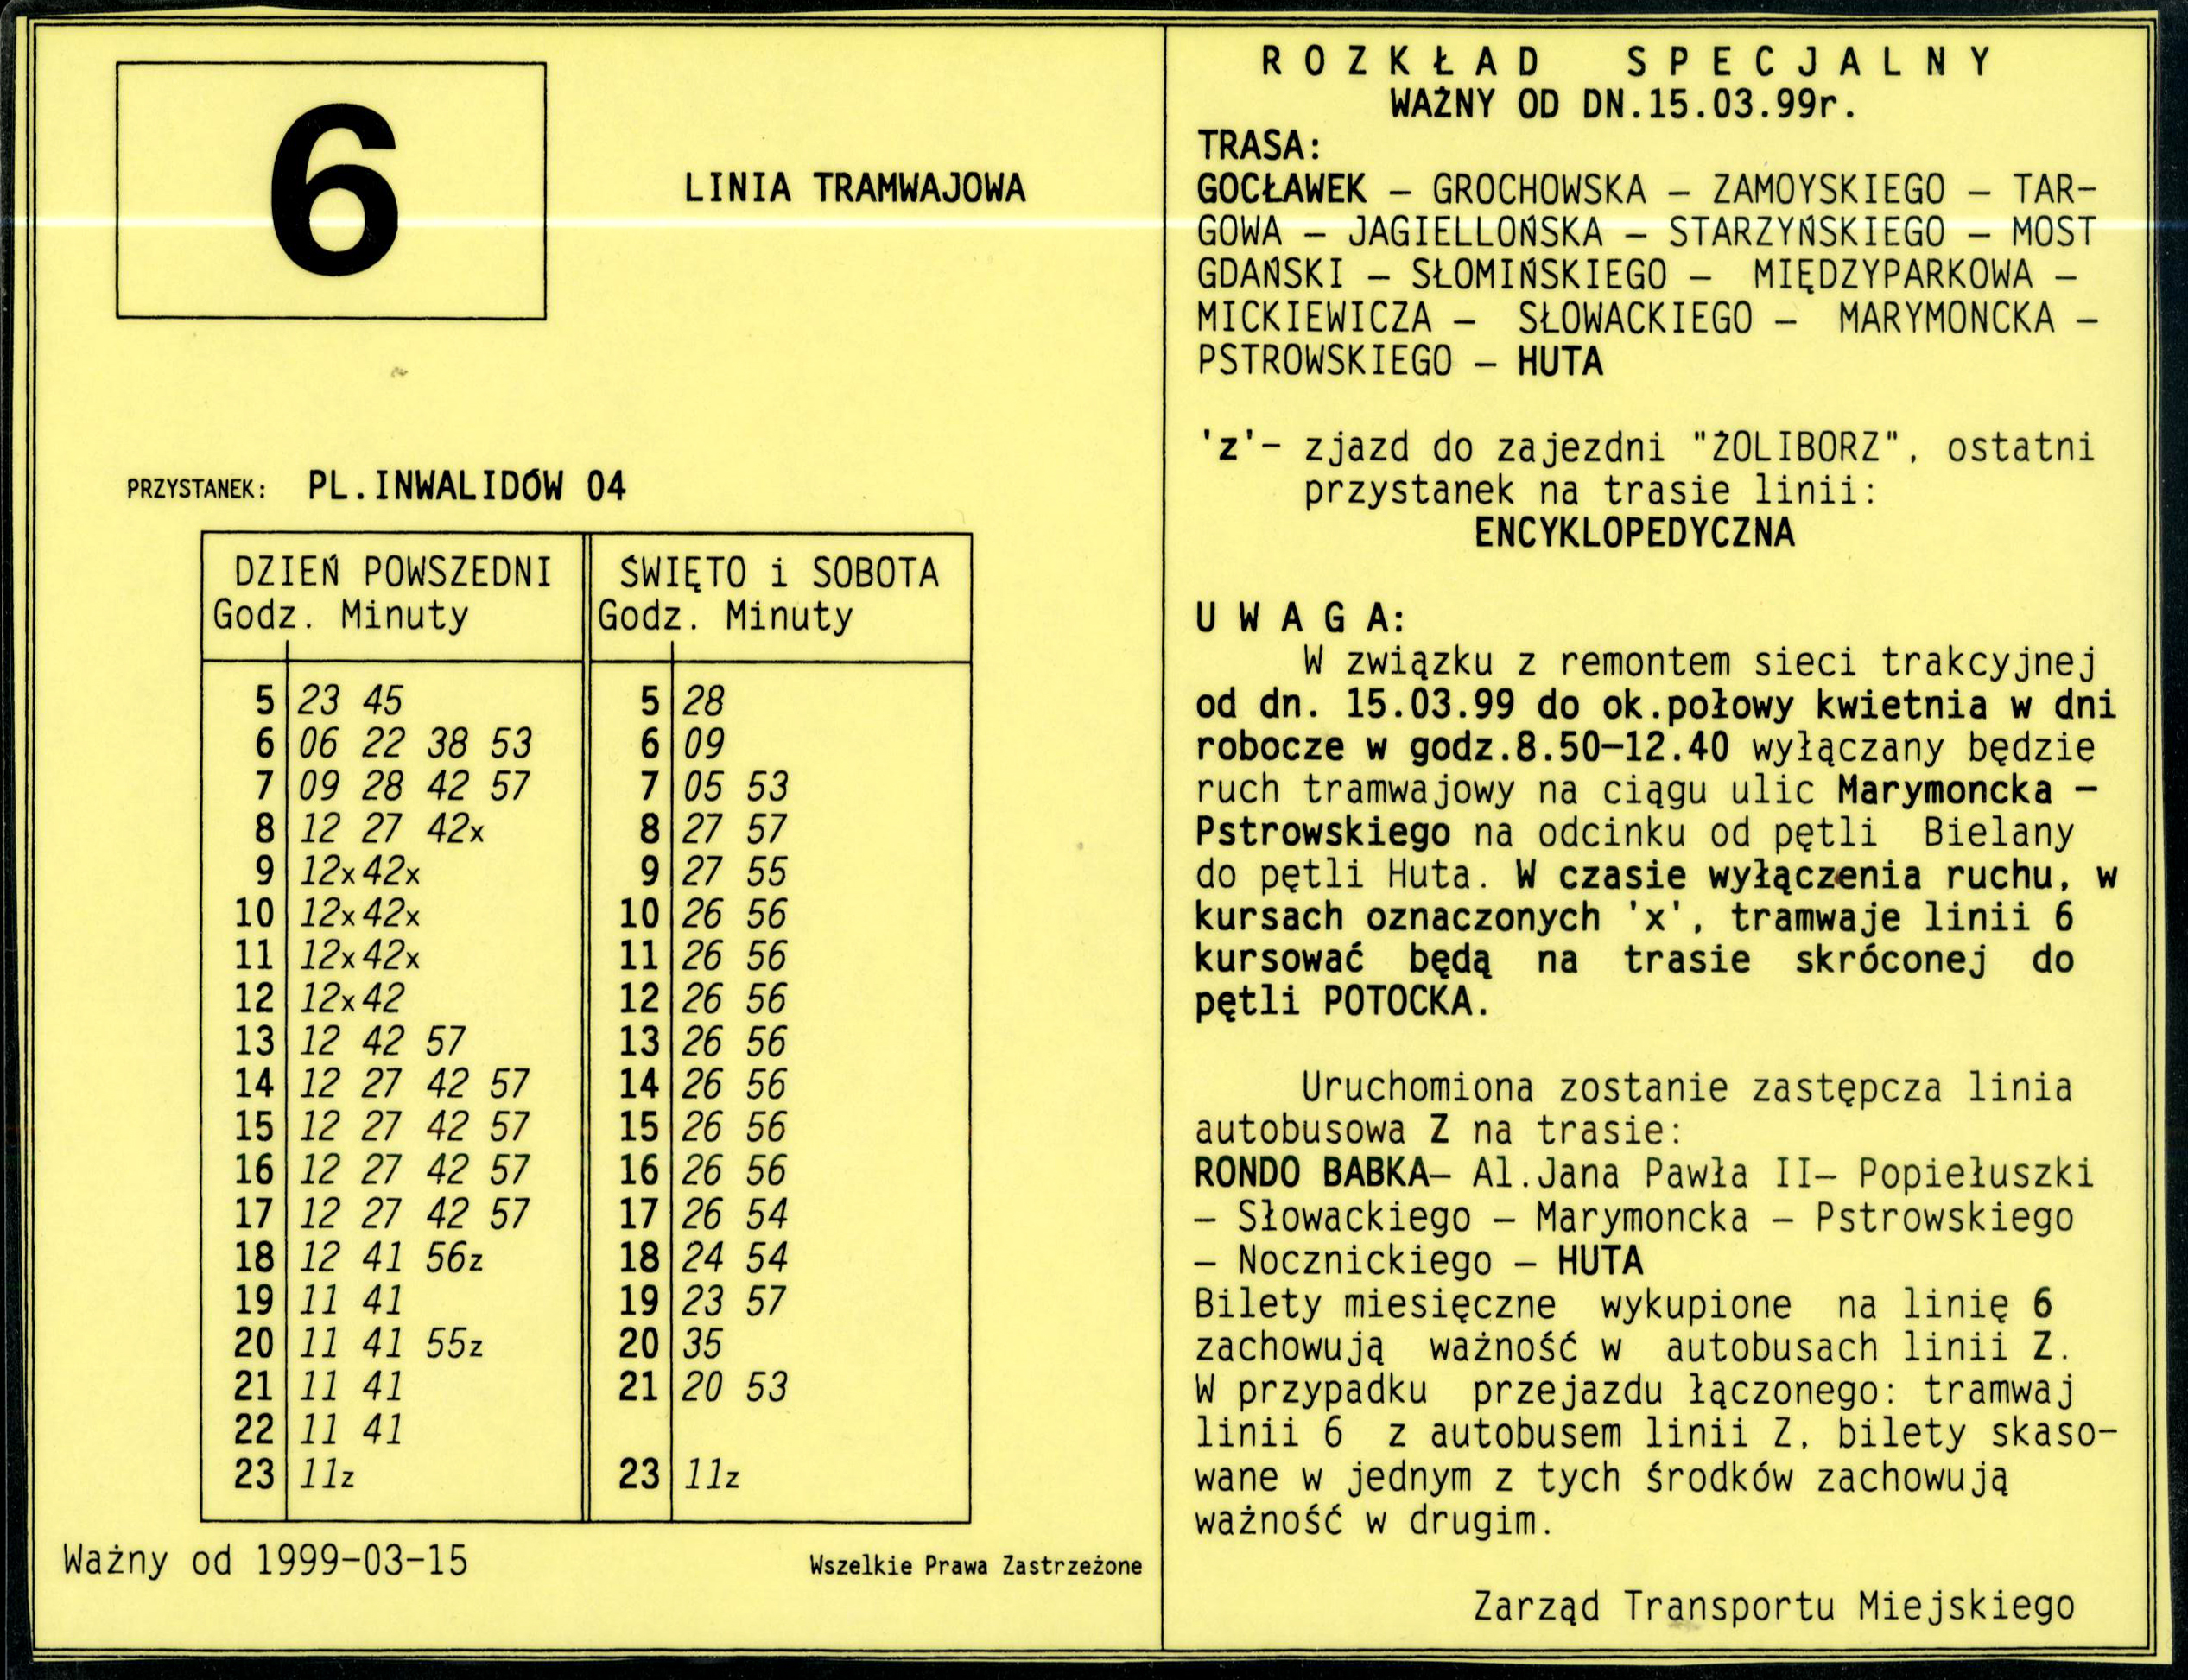 6
LINIA TRAMWAJOWA
PRZYSTANEK: PL.INWALIDÓW 04
DZIEŃ POWSZEDNI ŚWIĘTO i SOBOTA
Godz. Minuty Godz. Minuty
5 23 45 5 28
6 06 22 38 53 6 09
7 09 28 42 57 7 05 53
8 12 27 42x 8 27 57
9 12x42x 9 27 55
10 12x42x 10 26 56
11 12x42x 11 26 56
12 12x42 12 26 56
13 12 42 57 13 26 56
14 12 27 42 57 14 26 56
15 12 27 42 57 15 26 56
16 12 27 42 57 16 26 56
17 12 27 42 57 17 26 54
18 12 41 56z 18 24 54
19 11 41 19 23 57
20 11 41 55z 20 35
21 11 41 21 20 53
22 11 41
23 11z 23 11z
Ważny od 1999-03-15 Wszelkie Prawa Zastrzeżone
ROZKŁAD SPECJALNY
WAŻNY OD DN.15.03.99r.
TRASA:
GOCŁAWEK – GROCHOWSKA – ZAMOYSKIEGO – TAR-
GOWA – JAGIELLOŃSKA – STARZYŃSKIEGO – MOST
GDAŃSKI – SŁOMIŃSKIEGO – MIĘDZYPARKOWA –
MICKIEWICZA – SŁOWACKIEGO – MARYMONCKA –
PSTROWSKIEGO – HUTA
'z'– zjazd do zajezdni "ŻOLIBORZ", ostatni
przystanek na trasie linii:
ENCYKLOPEDYCZNA
U W A G A:
W związku z remontem sieci trakcyjnej
od dn. 15.03.99 do ok.połowy kwietnia w dni
robocze w godz.8.50–12.40 wyłączany będzie
ruch tramwajowy na ciągu ulic Marymoncka –
Pstrowskiego na odcinku od pętli Bielany
do pętli Huta. W czasie wyłączenia ruchu, w
kursach oznaczonych 'x', tramwaje linii 6
kursować będą na trasie skróconej do
pętli POTOCKA.
Uruchomiona zostanie zastępcza linia
autobusowa Z na trasie:
RONDO BABKA– Al.Jana Pawła II– Popiełuszki
– Słowackiego – Marymoncka – Pstrowskiego
– Nocznickiego – HUTA
Bilety miesięczne wykupione na linię 6
zachowują ważność w autobusach linii Z.
W przypadku przejazdu łączonego: tramwaj
linii 6 z autobusem linii Z, bilety skaso-
wane w jednym z tych środków zachowują
ważność w drugim.
Zarząd Transportu Miejskiego